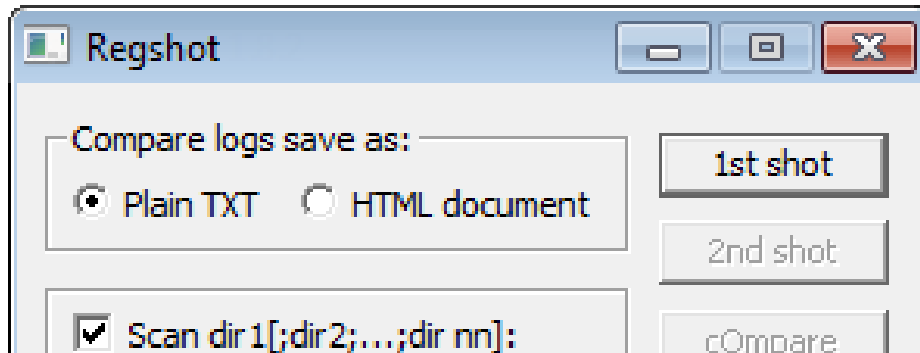 Regshot
Compare logs save as:
Plain TXT HTML document
1st shot
2nd shot
Scan dir1[;dir2;...;dir nn]:
cOmpare